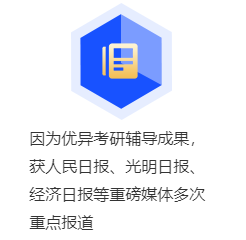 因为优异考研辅导成果，
获人民日报、光明日报、
经济日报等重磅媒体多次
重点报道